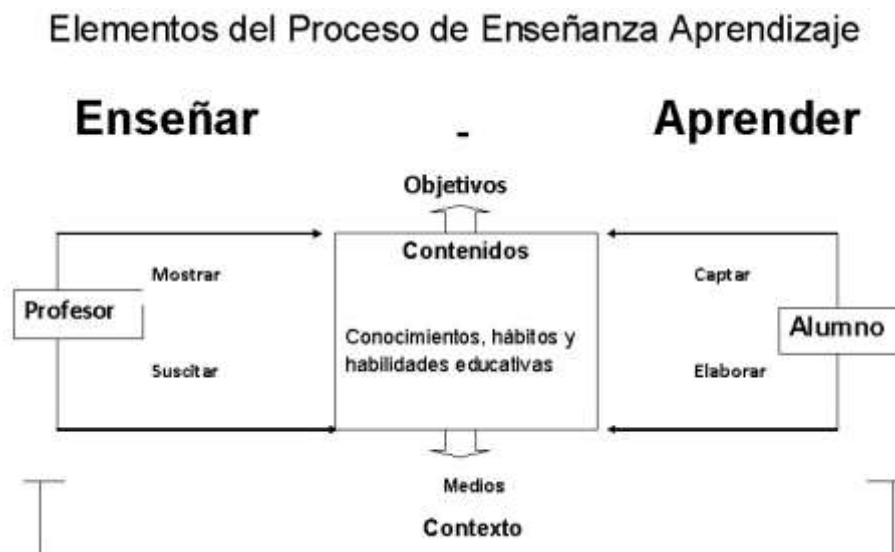 Elementos del Proceso de Enseñanza Aprendizaje
Enseñar - Aprender
Objetivos
Contenidos
Mostrar
Captar
Profesor
Alumno
Conocimientos, hábitos y
habilidades educativas
Suscitar
Elaborar
Medios
Contexto